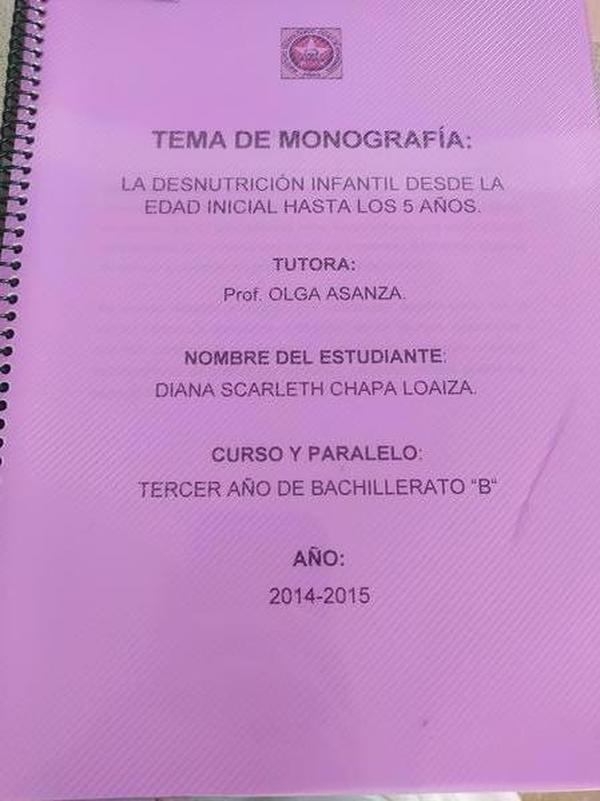 TEMA DE MONOGRAFÍA:
LA DESNUTRICIÓN INFANTIL DESDE LA
EDAD INICIAL HASTA LOS 5 AÑOS.
TUTORA:
Prof. OLGA ASANZA.
NOMBRE DEL ESTUDIANTE:
DIANA SCARLETH CHAPA LOAIZA.
CURSO Y PARALELO:
TERCER AÑO DE BACHILLERATO "B"
AÑO:
2014-2015